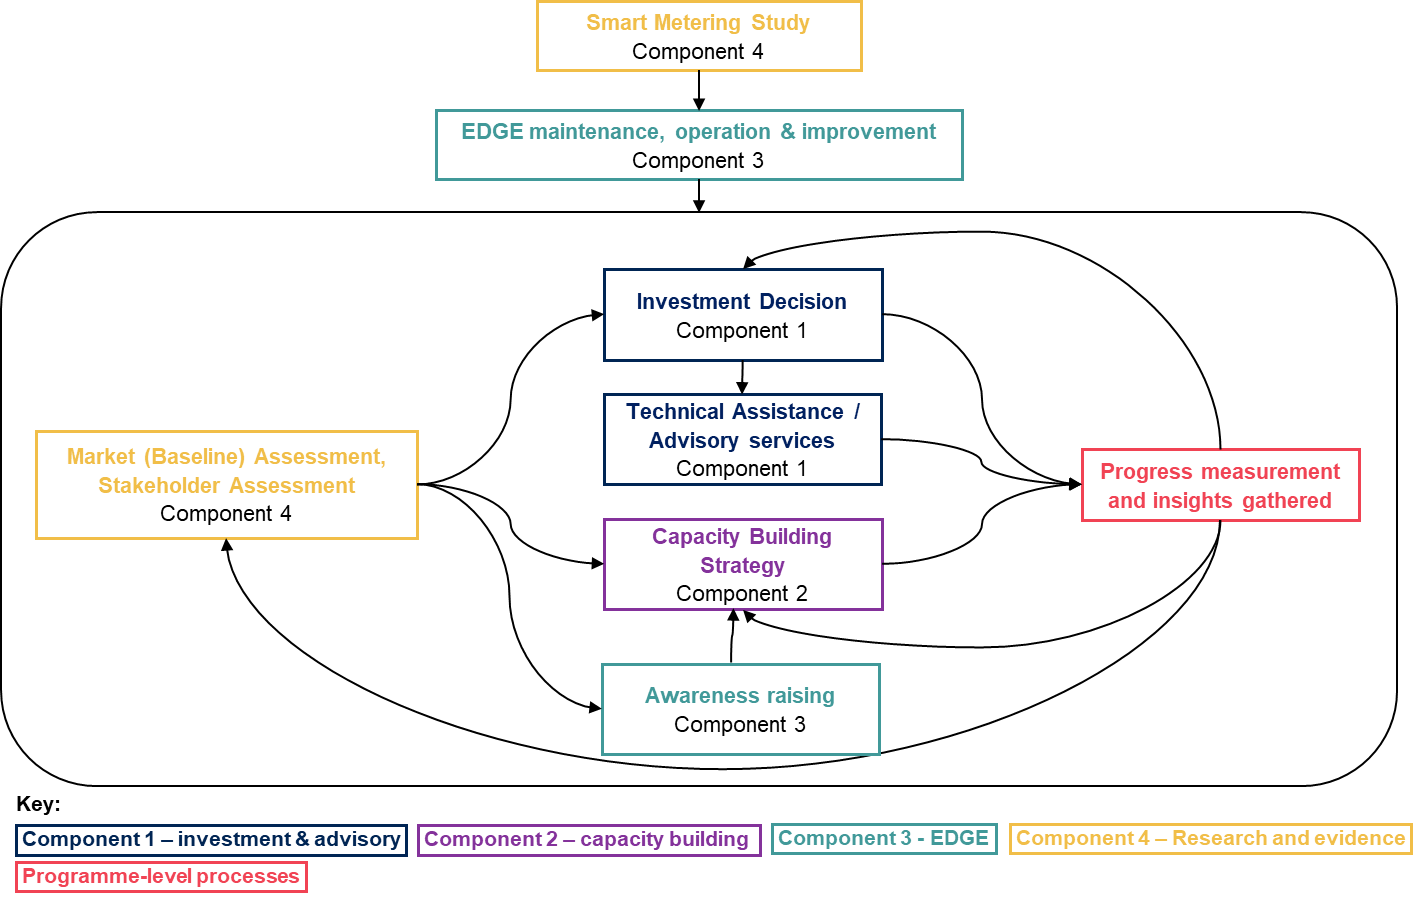 Smart Metering Study
Component 4
EDGE maintenance, operation & improvement
Component 3
Investment Decision
Component 1
Technical Assistance /
Advisory services
Component 1
Market (Baseline) Assessment,
Stakeholder Assessment
Component 4
Progress measurement
and insights gathered
Capacity Building
Strategy
Component 2
Awareness raising
Component 3
Key:
Component 1 – investment & advisory
Component 2 – capacity building
Component 3 - EDGE
Component 4 – Research and evidence
Programme-level processes